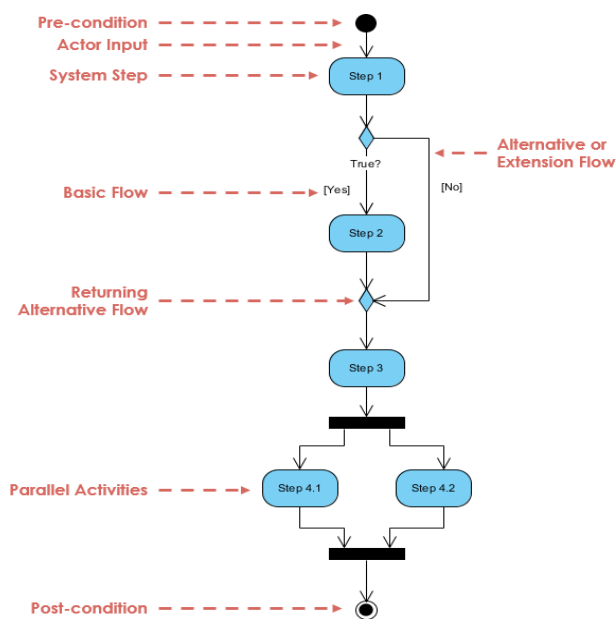 Pre-condition
Actor Input
System Step
Step 1
Alternative or
Extension Flow
True?
Basic Flow
[Yes]
[No]
Step 2
Returning
Alternative Flow
Step 3
Parallel Activities
Step 4.1
Step 4.2
Post-condition